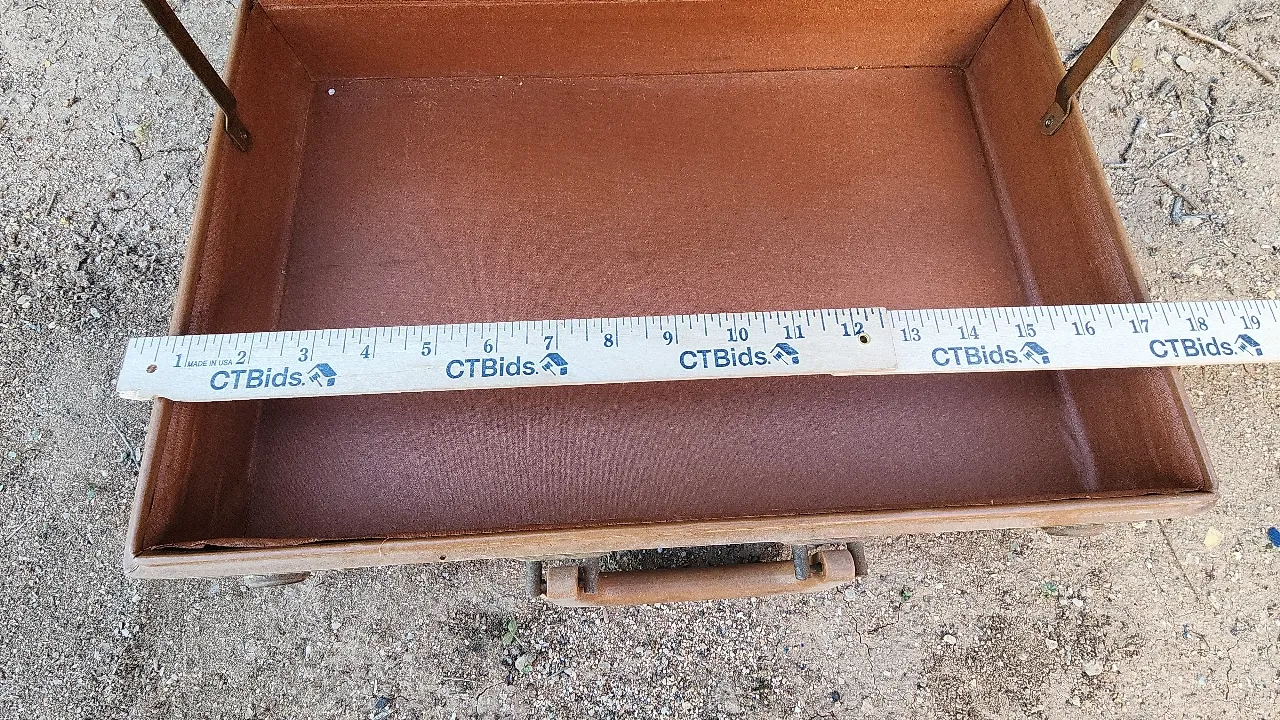 1 MADE IN USA 2 3 4 5 6 7 8 9 10 11 12 13 14 15 16 17 18 19
CTBids. CTBids. CTBids. CTBids. CTBids.